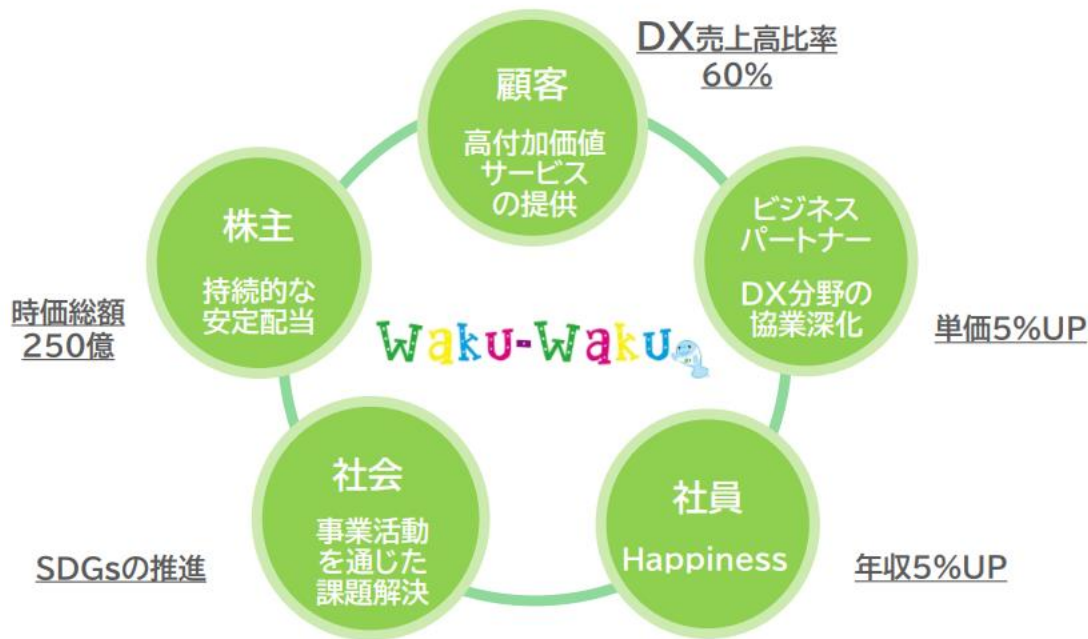 DX売上高比率
60%
顧客
高付加価値
サービス
の提供
株主
持続的な
安定配当
時価総額
250億
ビジネス
パートナー
DX分野の
協業深化
単価5%UP
Waku-Waku
社会
事業活動
を通じた
課題解決
SDGsの推進
社員
Happiness
年収5%UP